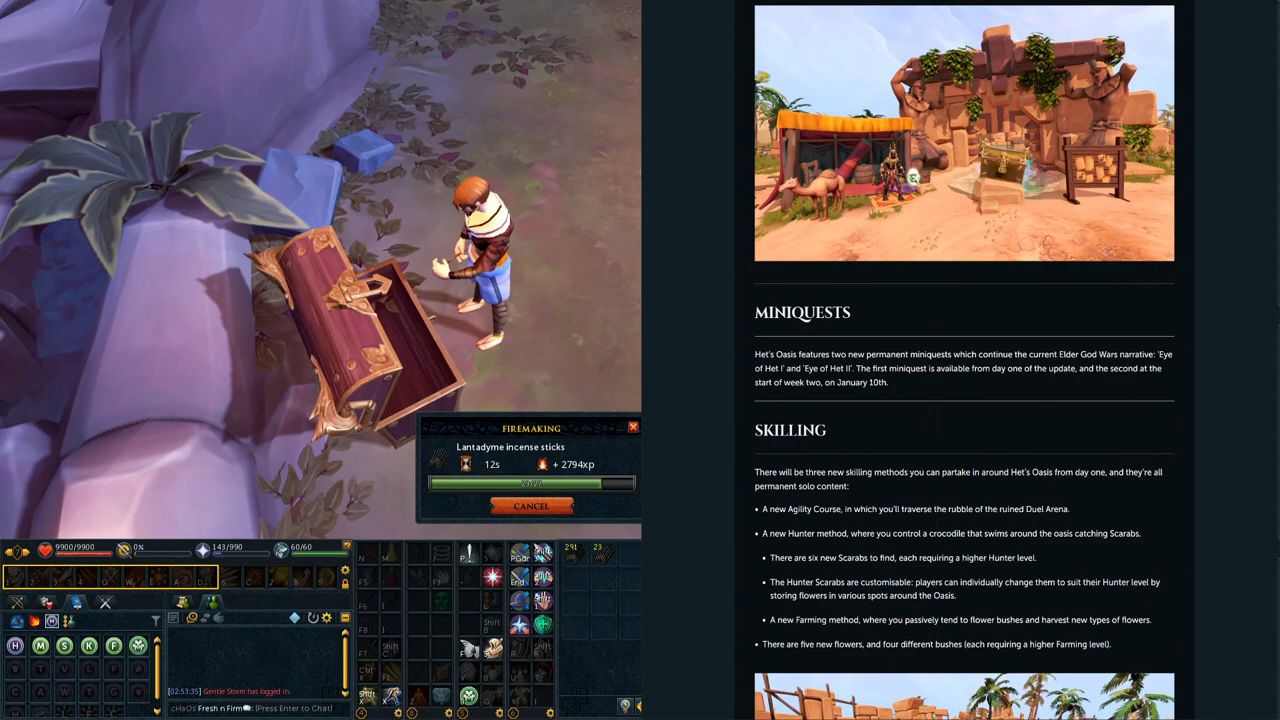 FIREMAKING
Lantadyme incense sticks
12s
+ 2794xp
23/27
CANCEL
9900/9900
0%
143/990
60/60
291
23
[02:53:35] Gentle Storm has logged in.
cHaOs Fresh n Firm: [Press Enter to Chat]
MINIQUESTS
Het's Oasis features two new permanent miniquests which continue the current Elder God Wars narrative: 'Eye
of Het I' and 'Eye of Het II'. The first miniquest is available from day one of the update, and the second at the
start of week two, on January 10th.
SKILLING
There will be three new skilling methods you can partake in around Het's Oasis from day one, and they're all
permanent solo content:
• A new Agility Course, in which you'll traverse the rubble of the ruined Duel Arena.
• A new Hunter method, where you control a crocodile that swims around the oasis catching Scarabs.
• There are six new Scarabs to find, each requiring a higher Hunter level.
• The Hunter Scarabs are customisable: players can individually change them to suit their Hunter level by
storing flowers in various spots around the Oasis.
• A new Farming method, where you passively tend to flower bushes and harvest new types of flowers.
• There are five new flowers, and four different bushes (each requiring a higher Farming level).